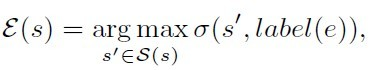 ℰ(s) = arg max σ(s′, label(e)),
s′∈𝒮(s)